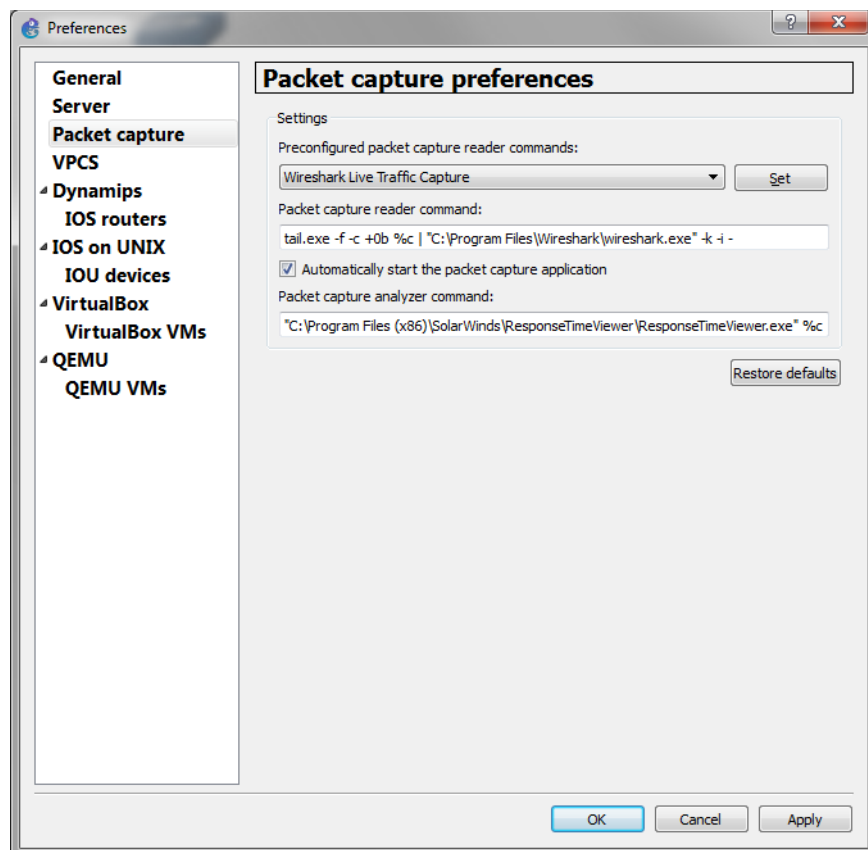 Preferences
General
Server
Packet capture
VPCS
Dynamips
IOS routers
IOS on UNIX
IOU devices
VirtualBox
VirtualBox VMs
QEMU
QEMU VMs
Packet capture preferences
Settings
Preconfigured packet capture reader commands:
Wireshark Live Traffic Capture
Set
Packet capture reader command:
tail.exe -f -c +0b %c | "C:\Program Files\Wireshark\wireshark.exe" -k -i -
Automatically start the packet capture application
Packet capture analyzer command:
"C:\Program Files (x86)\SolarWinds\ResponseTimeViewer\ResponseTimeViewer.exe" %c
Restore defaults
OK
Cancel
Apply